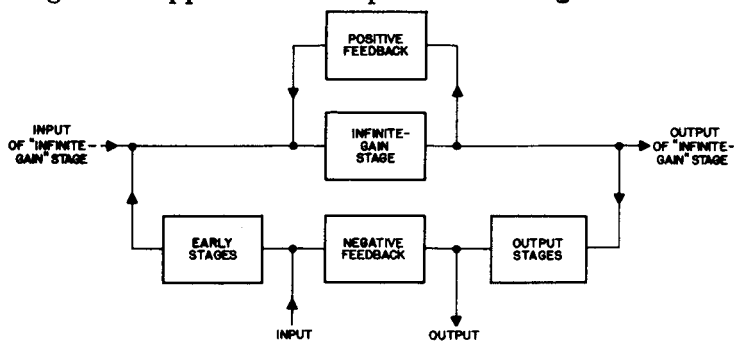 POSITIVE
FEEDBACK
INPUT
OF "INFINITE-
GAIN" STAGE
INFINITE-
GAIN
STAGE
OUTPUT
OF "INFINITE-
GAIN" STAGE
EARLY
STAGES
NEGATIVE
FEEDBACK
OUTPUT
STAGES
INPUT
OUTPUT